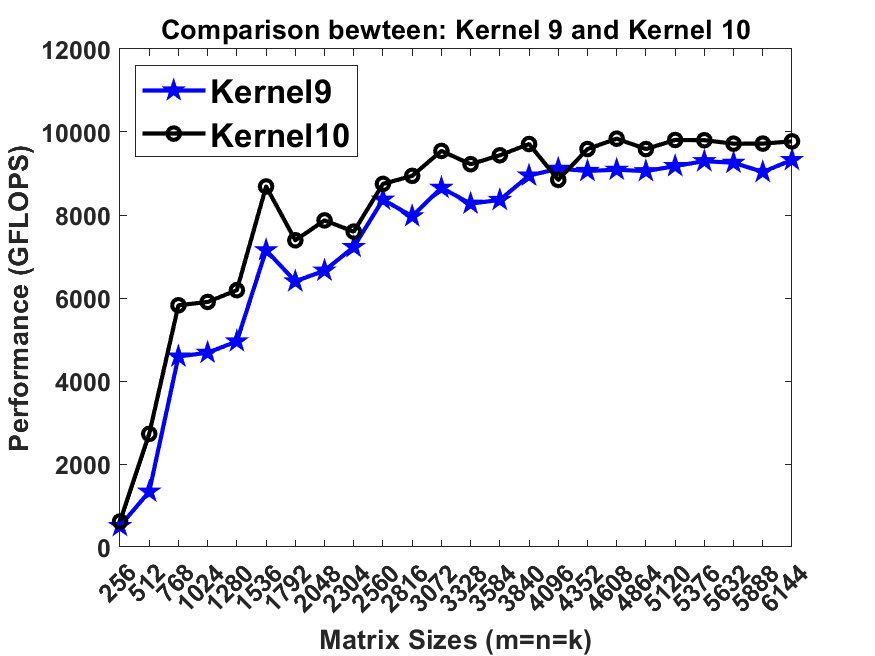 Comparison bewteen: Kernel 9 and Kernel 10
12000
10000
8000
6000
4000
2000
0
Performance (GFLOPS)
Kernel9
Kernel10
256 512 768 1024 1280 1536 1792 2048 2304 2560 2816 3072 3328 3584 3840 4096 4352 4608 4864 5120 5376 5632 5888 6144
Matrix Sizes (m=n=k)